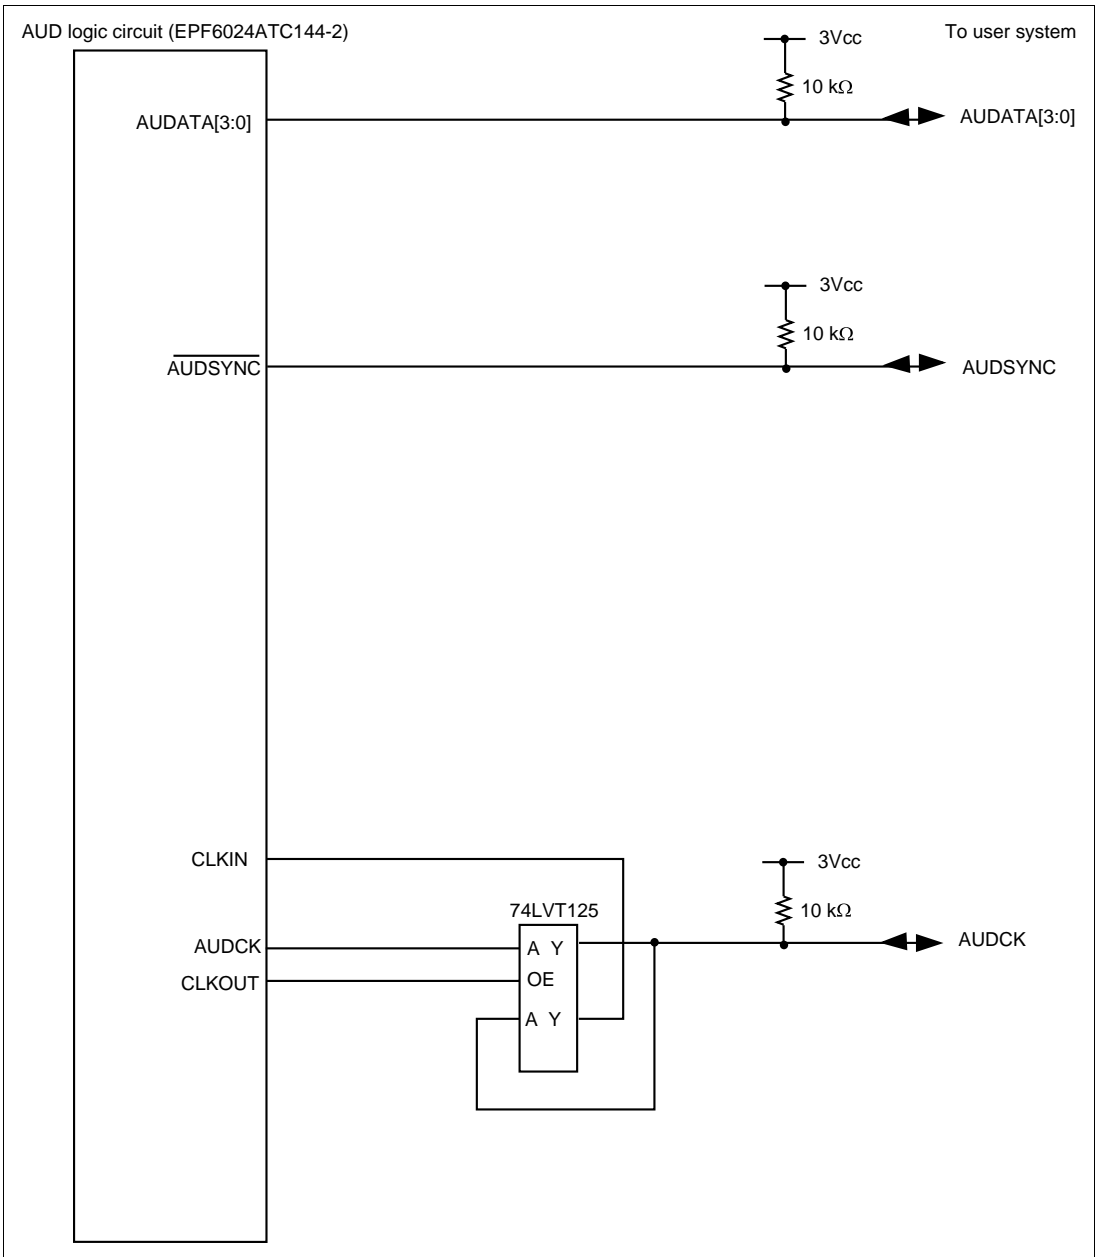 AUD logic circuit (EPF6024ATC144-2)
To user system
3Vcc
10 kΩ
AUDATA[3:0]
AUDATA[3:0]
3Vcc
10 kΩ
AUDSYNC
AUDSYNC
CLKIN
3Vcc
74LVT125
10 kΩ
AUDCK
A Y
AUDCK
CLKOUT
OE
A Y